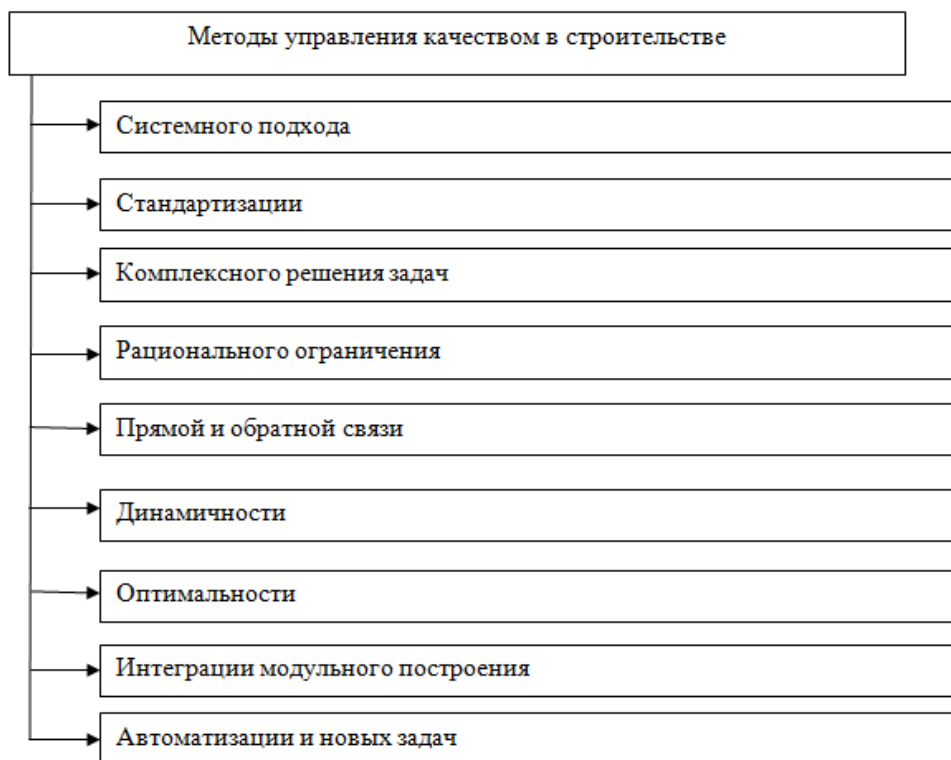 Методы управления качеством в строительстве
Системного подхода
Стандартизации
Комплексного решения задач
Рационального ограничения
Прямой и обратной связи
Динамичности
Оптимальности
Интеграции модульного построения
Автоматизации и новых задач